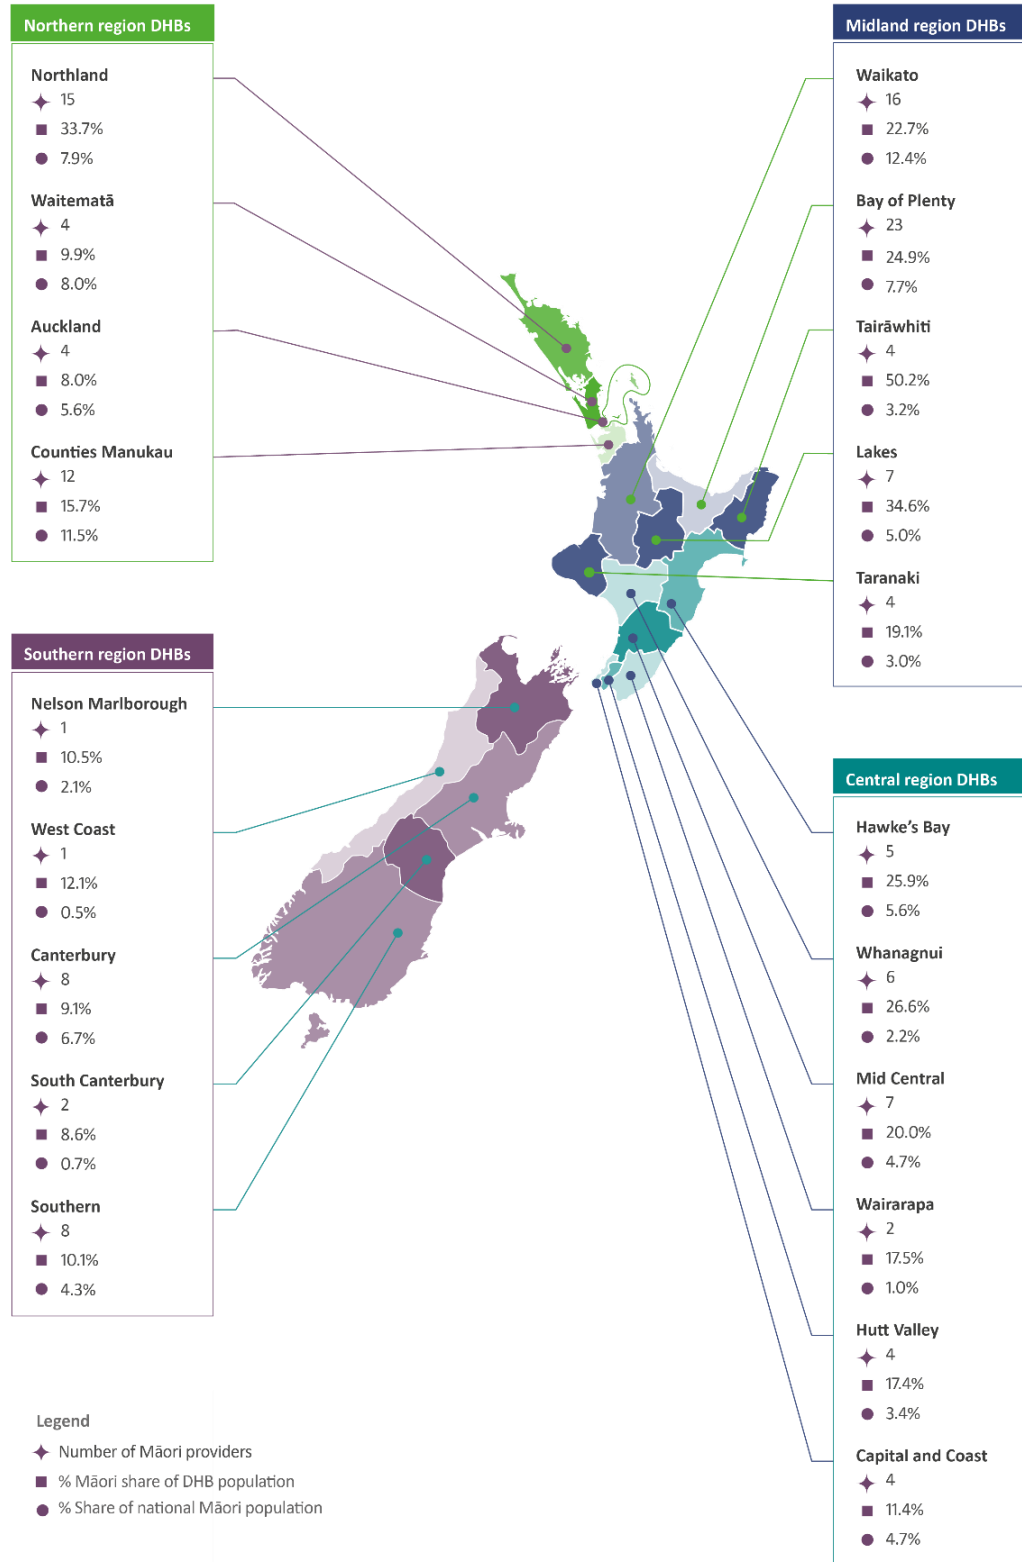 Northern region DHBs
Northland
15
33.7%
7.9%
Waitematā
4
9.9%
8.0%
Auckland
4
8.0%
5.6%
Counties Manukau
12
15.7%
11.5%
Southern region DHBs
Nelson Marlborough
1
10.5%
2.1%
West Coast
1
12.1%
0.5%
Canterbury
8
9.1%
6.7%
South Canterbury
2
8.6%
0.7%
Southern
8
10.1%
4.3%
Legend
Number of Māori providers
% Māori share of DHB population
% Share of national Māori population
Midland region DHBs
Waikato
16
22.7%
12.4%
Bay of Plenty
23
24.9%
7.7%
Tairāwhiti
4
50.2%
3.2%
Lakes
7
34.6%
5.0%
Taranaki
4
19.1%
3.0%
Central region DHBs
Hawke's Bay
5
25.9%
5.6%
Whanagnui
6
26.6%
2.2%
Mid Central
7
20.0%
4.7%
Wairarapa
2
17.5%
1.0%
Hutt Valley
4
17.4%
3.4%
Capital and Coast
4
11.4%
4.7%